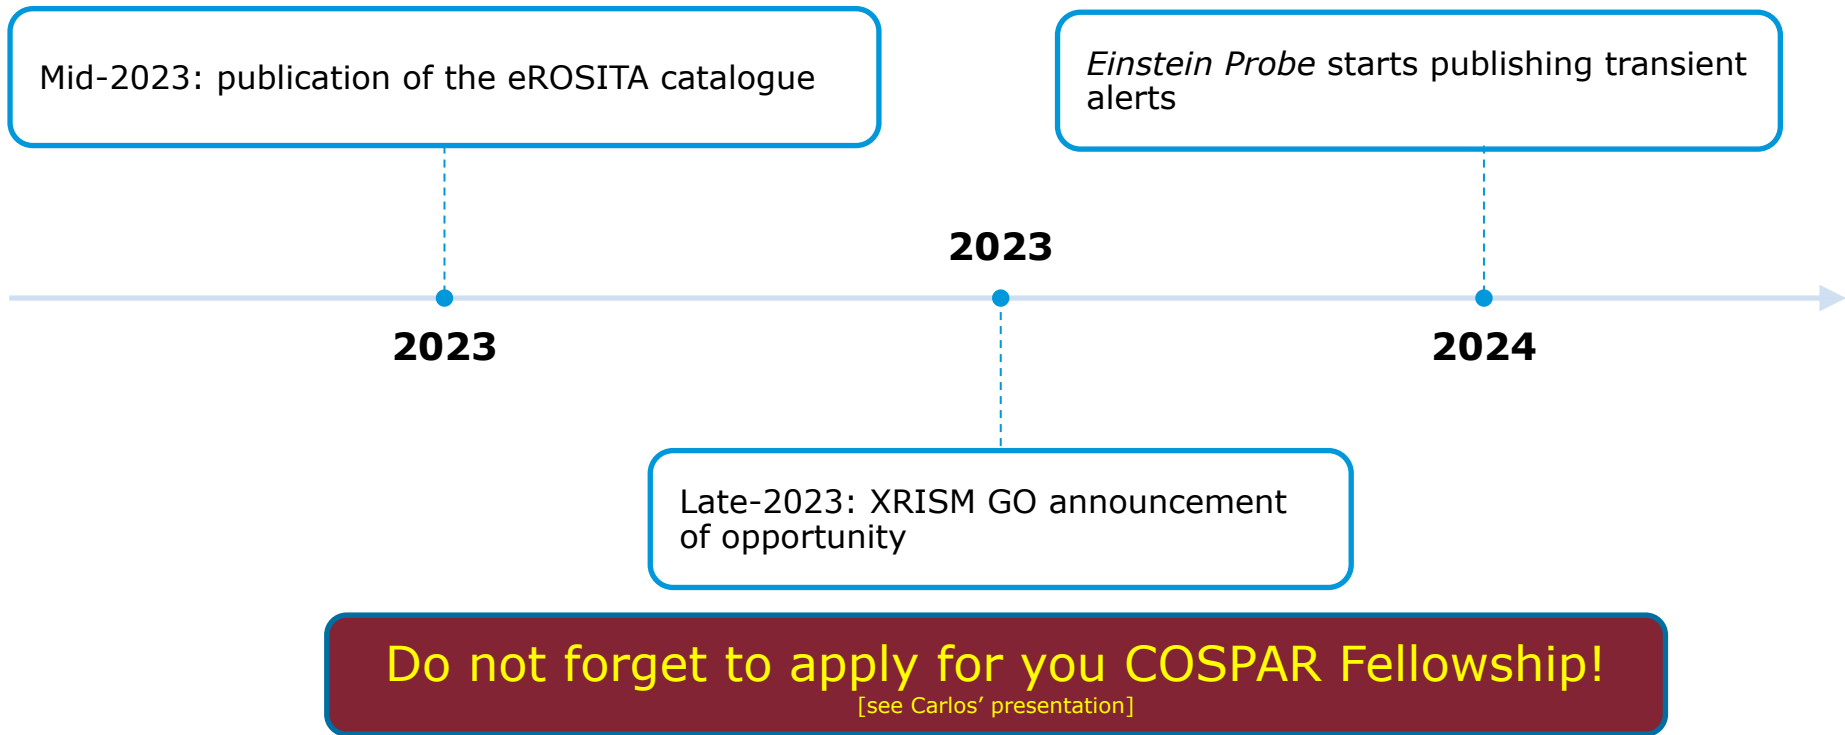 Mid-2023: publication of the eROSITA catalogue
Einstein Probe starts publishing transient
alerts
2023
2023
2024
Late-2023: XRISM GO announcement
of opportunity
Do not forget to apply for you COSPAR Fellowship!
[see Carlos’ presentation]